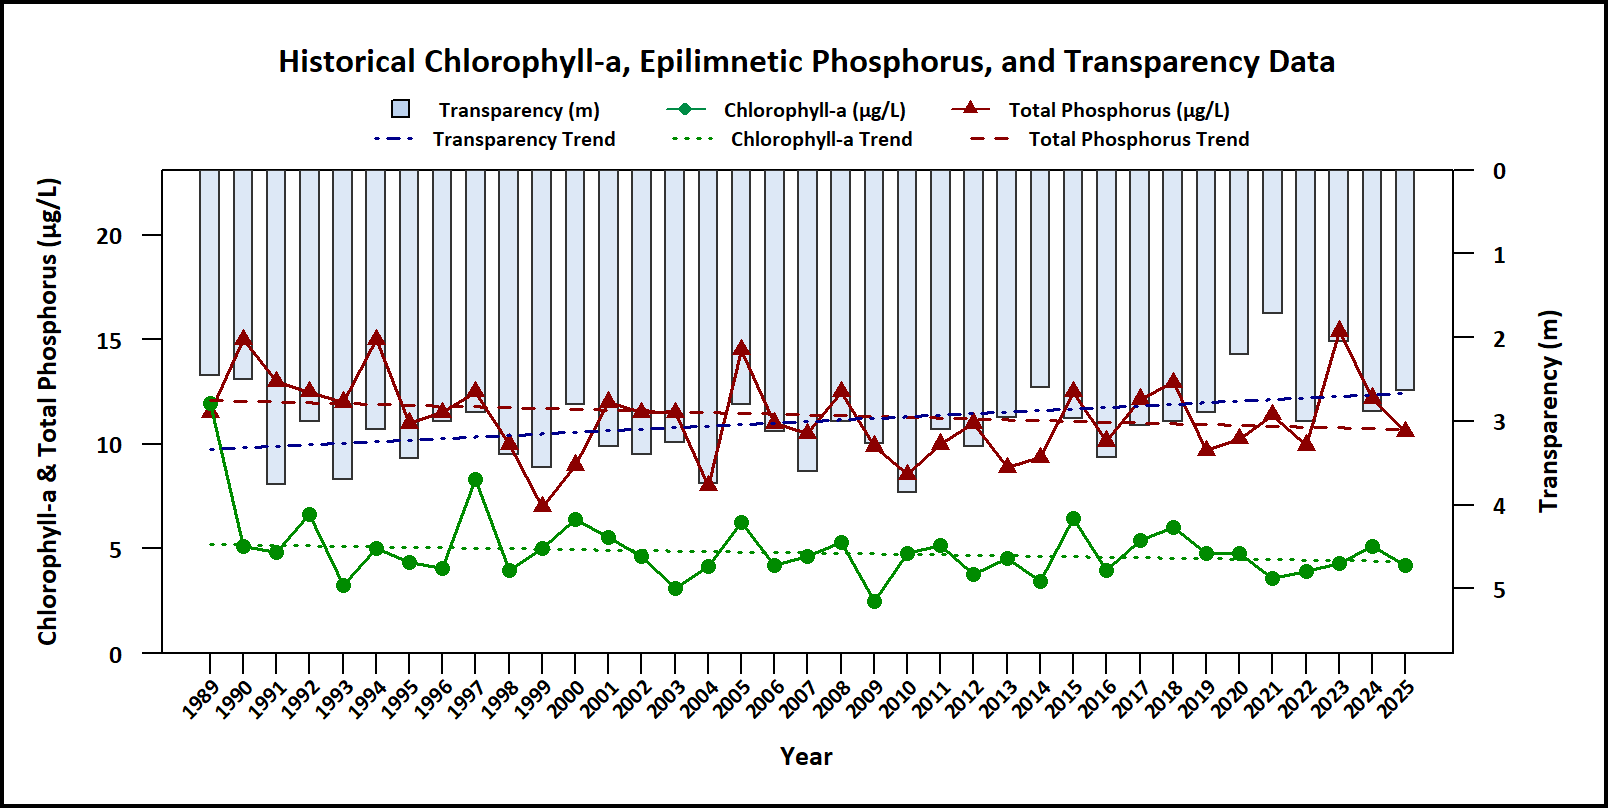 Historical Chlorophyll-a, Epilimnetic Phosphorus, and Transparency Data
Transparency (m) Chlorophyll-a (µg/L) Total Phosphorus (µg/L)
Transparency Trend Chlorophyll-a Trend Total Phosphorus Trend
Chlorophyll-a & Total Phosphorus (µg/L)
20
15
10
5
0
0
1
2
3
4
5
Transparency (m)
1989 1990 1991 1992 1993 1994 1995 1996 1997 1998 1999 2000 2001 2002 2003 2004 2005 2006 2007 2008 2009 2010 2011 2012 2013 2014 2015 2016 2017 2018 2019 2020 2021 2022 2023 2024 2025
Year